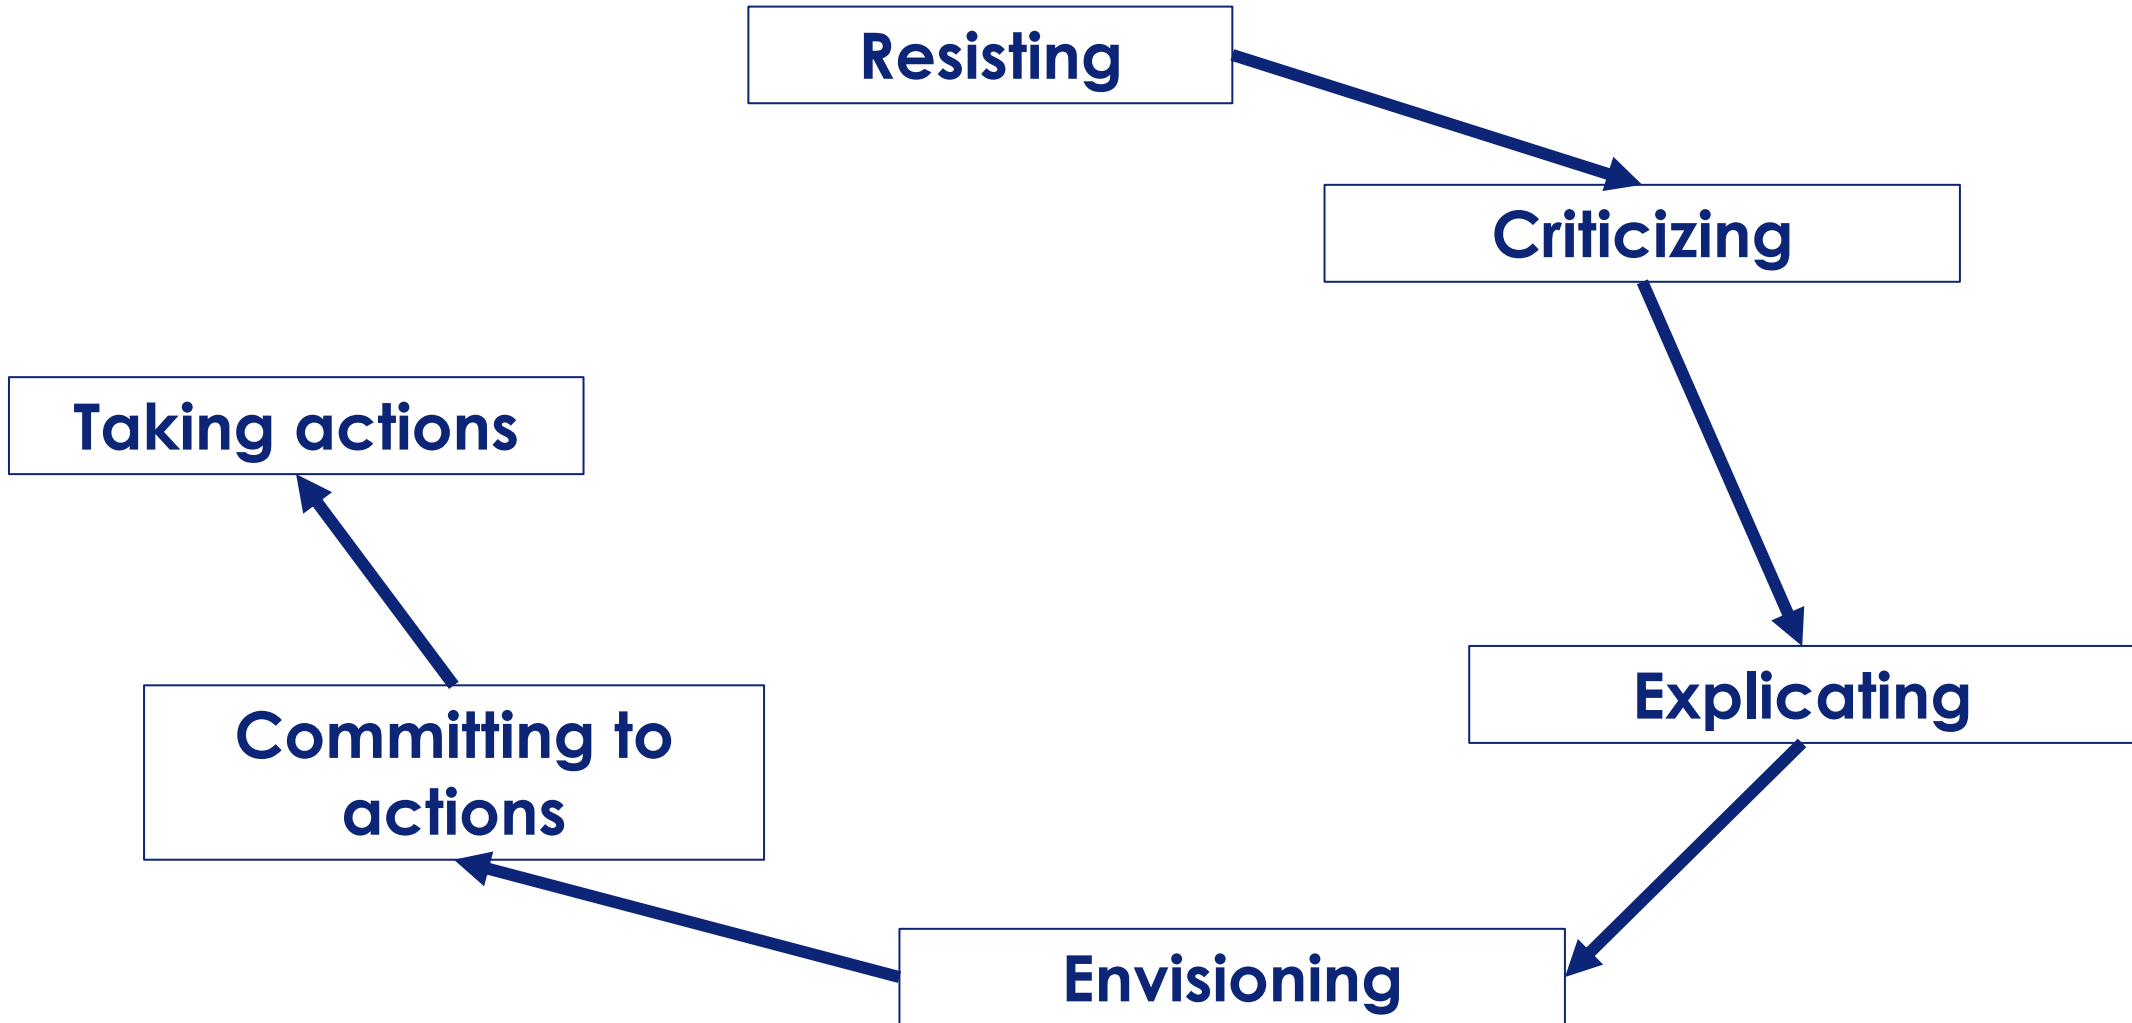 Resisting
Criticizing
Explicating
Envisioning
Committing to
actions
Taking actions